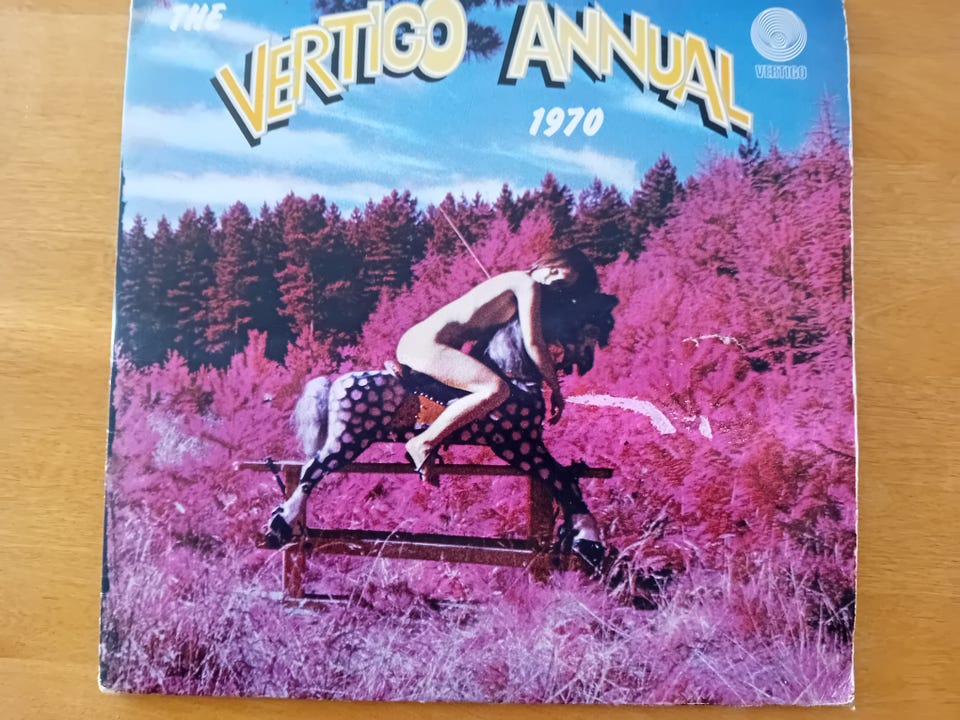 THE
VERTIGO ANNUAL
1970
VERTIGO